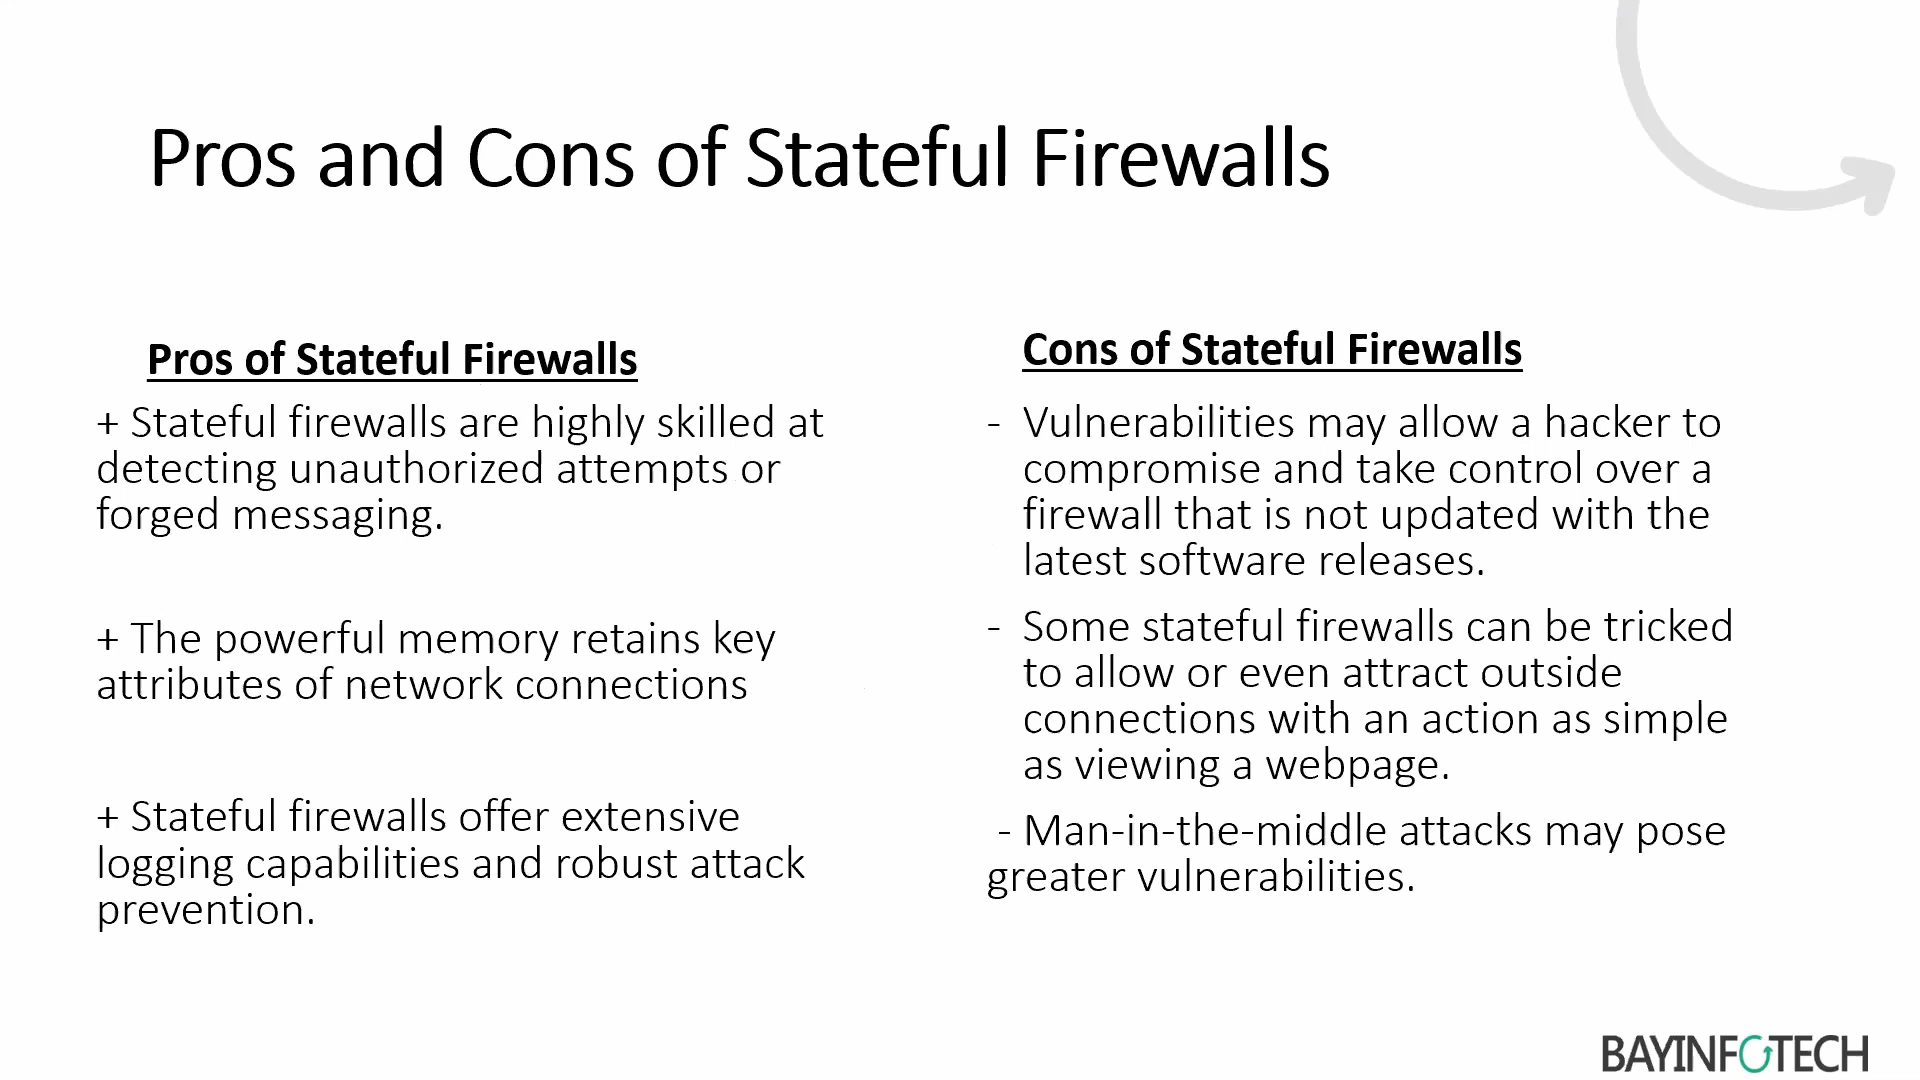 Pros and Cons of Stateful Firewalls
Pros of Stateful Firewalls
+ Stateful firewalls are highly skilled at
detecting unauthorized attempts or
forged messaging.
+ The powerful memory retains key
attributes of network connections
+ Stateful firewalls offer extensive
logging capabilities and robust attack
prevention.
Cons of Stateful Firewalls
- Vulnerabilities may allow a hacker to
compromise and take control over a
firewall that is not updated with the
latest software releases.
- Some stateful firewalls can be tricked
to allow or even attract outside
connections with an action as simple
as viewing a webpage.
- Man-in-the-middle attacks may pose
greater vulnerabilities.
BAYINFOTECH